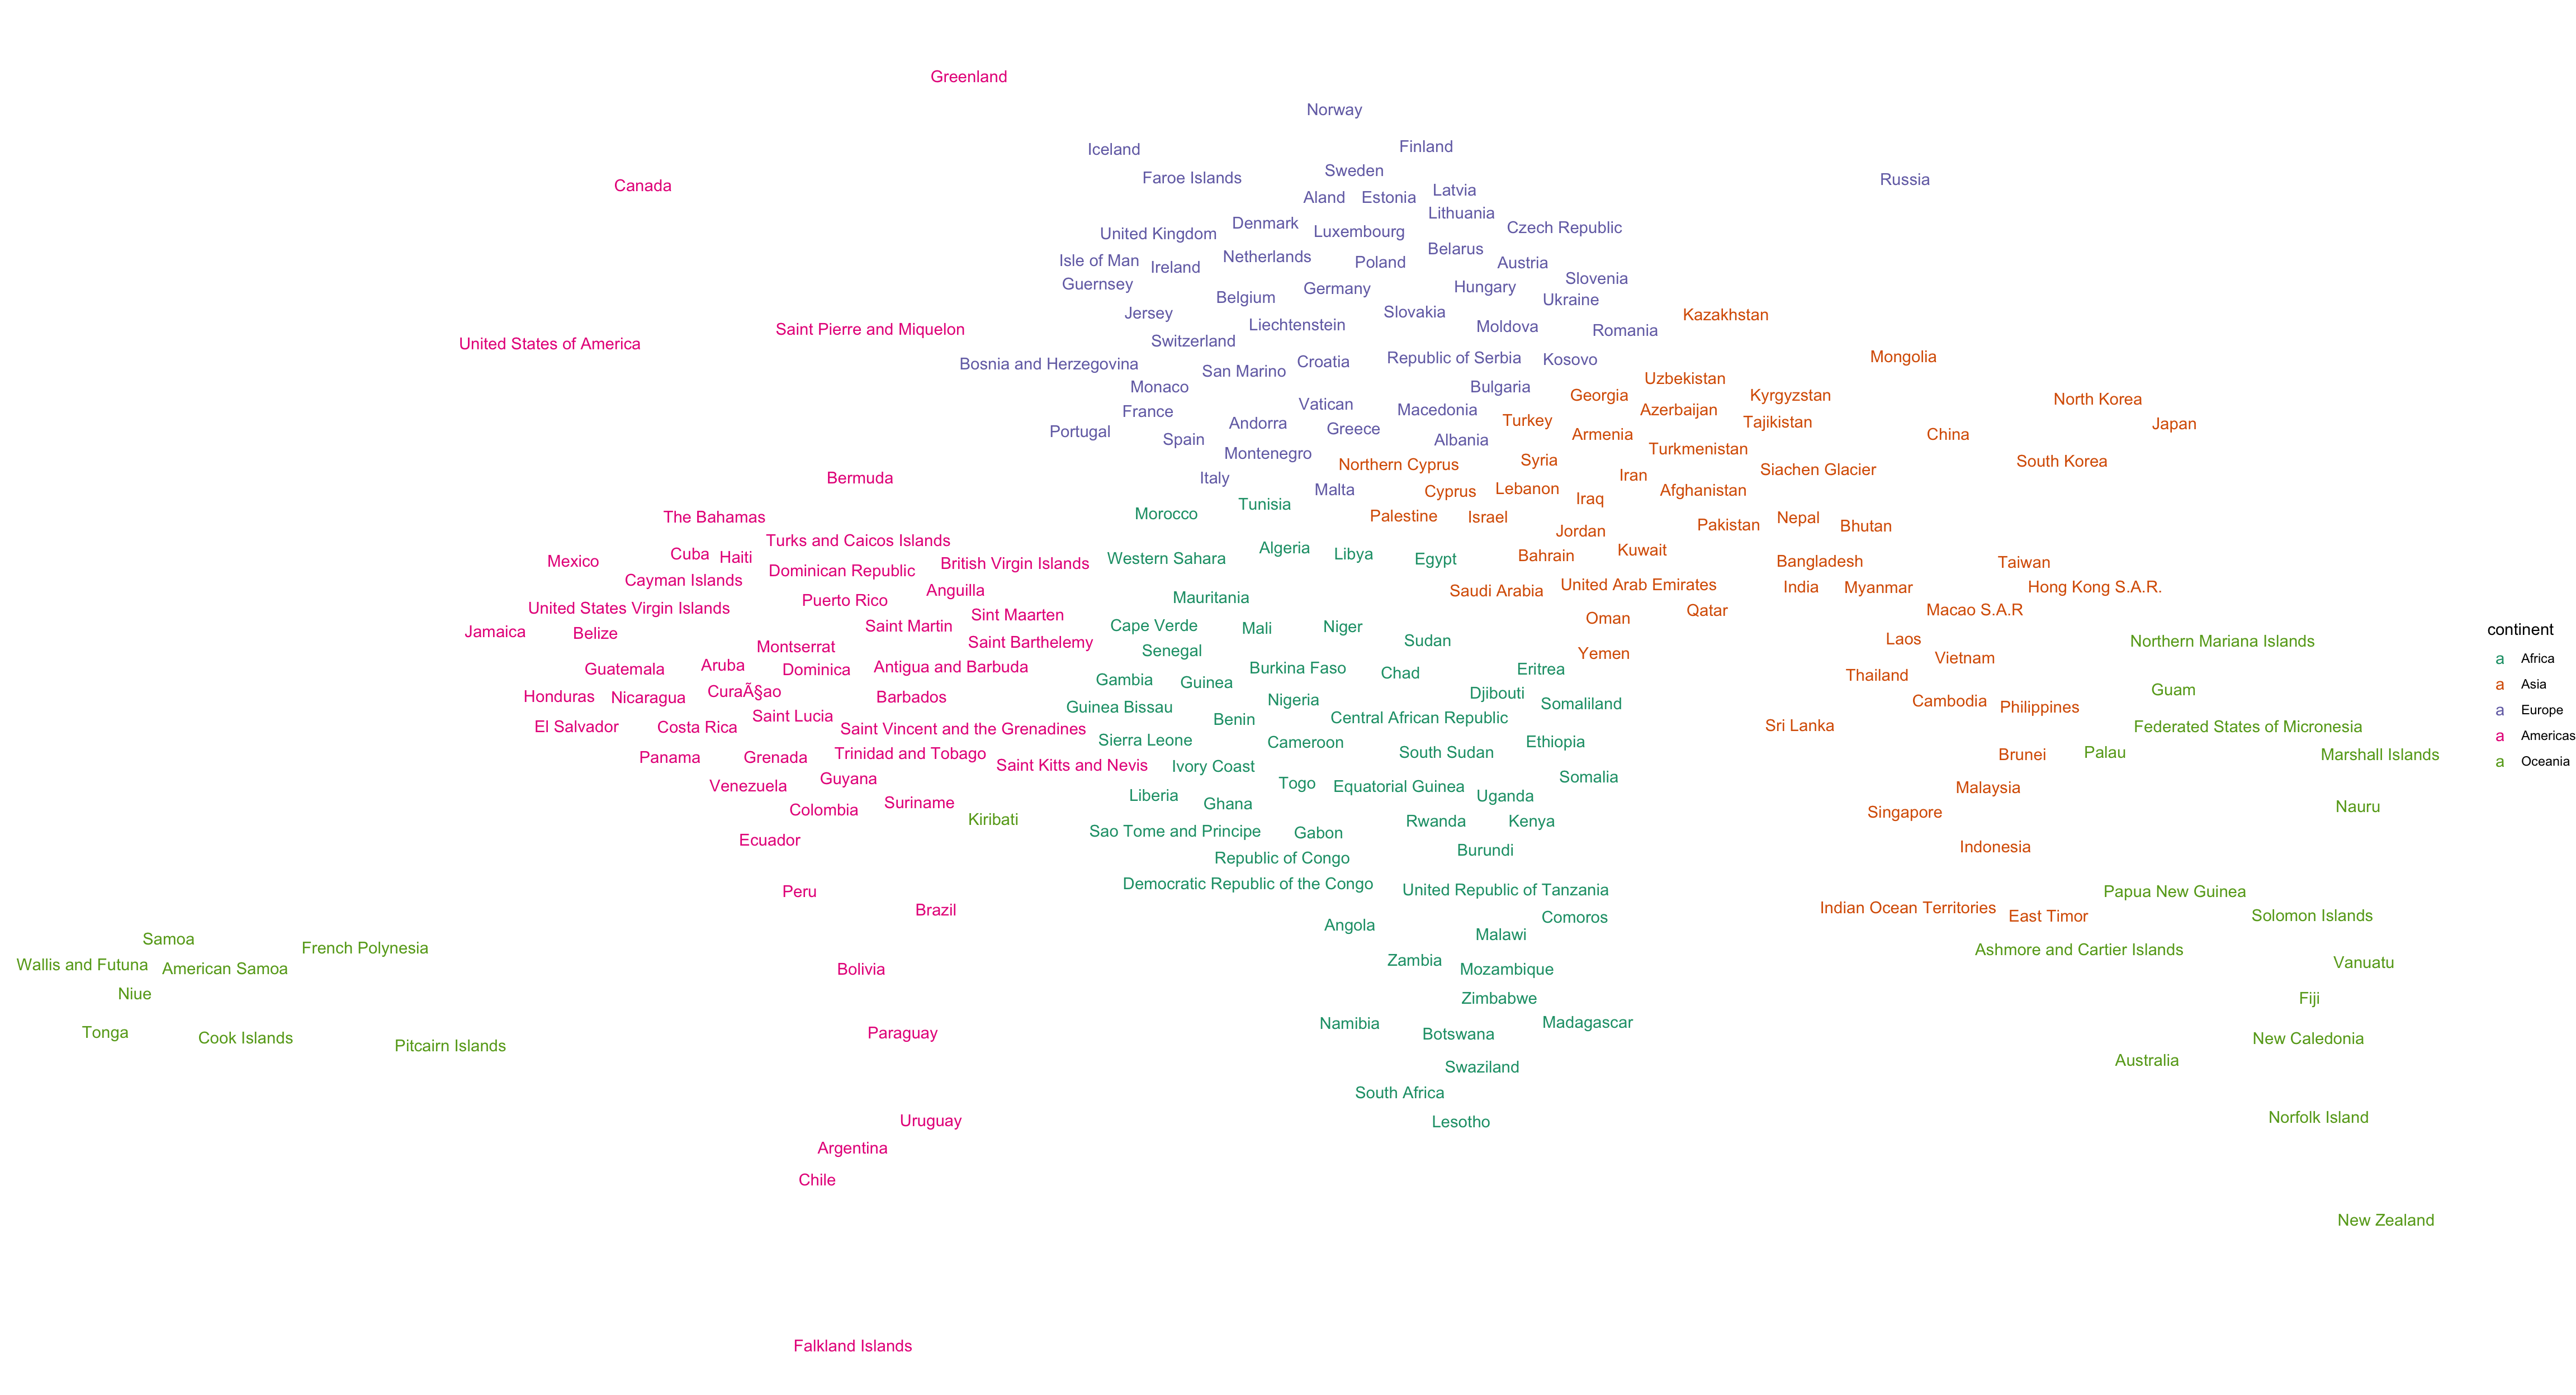 Greenland
Norway
Finland
Iceland
Sweden
Faroe Islands
Russia
Canada
Latvia
Aland
Estonia
Lithuania
Denmark
Czech Republic
Luxembourg
United Kingdom
Belarus
Netherlands
Isle of Man
Poland
Austria
Ireland
Slovenia
Guernsey
Hungary
Germany
Belgium
Ukraine
Slovakia
Jersey
Kazakhstan
Liechtenstein
Moldova
Saint Pierre and Miquelon
Romania
Switzerland
United States of America
Mongolia
Republic of Serbia
Kosovo
Croatia
Bosnia and Herzegovina
San Marino
Uzbekistan
Monaco
Bulgaria
Georgia
Kyrgyzstan
North Korea
Vatican
Macedonia
Azerbaijan
France
Turkey
Tajikistan
Andorra
Japan
Greece
Portugal
Armenia
China
Spain
Albania
Turkmenistan
Montenegro
Syria
South Korea
Northern Cyprus
Siachen Glacier
Iran
Bermuda
Italy
Lebanon
Malta
Afghanistan
Cyprus
Iraq
Tunisia
Morocco
Palestine
Israel
The Bahamas
Nepal
Pakistan
Bhutan
Jordan
Turks and Caicos Islands
Algeria
Kuwait
Cuba
Libya
Bahrain
Haiti
Western Sahara
Egypt
Mexico
Bangladesh
Taiwan
British Virgin Islands
Dominican Republic
Cayman Islands
United Arab Emirates
India
Myanmar
Hong Kong S.A.R.
Anguilla
Saudi Arabia
Mauritania
Puerto Rico
United States Virgin Islands
Macao S.A.R
Qatar
Sint Maarten
Oman
Cape Verde
Saint Martin
Niger
Mali
continent
Jamaica
Belize
Laos
Sudan
Northern Mariana Islands
Saint Barthelemy
Montserrat
Senegal
Yemen
Vietnam
a Africa
Aruba
Antigua and Barbuda
Burkina Faso
Guatemala
Dominica
Eritrea
Chad
Thailand
Gambia
Guinea
a Asia
Guam
CuraÃ§ao
Djibouti
Honduras
Nicaragua
Barbados
Nigeria
Cambodia
Somaliland
Guinea Bissau
Philippines
a Europe
Saint Lucia
Central African Republic
Benin
Sri Lanka
El Salvador
Costa Rica
Federated States of Micronesia
Saint Vincent and the Grenadines
a Americas
Sierra Leone
Cameroon
Ethiopia
South Sudan
Palau
Trinidad and Tobago
Brunei
Marshall Islands
Panama
Grenada
a Oceania
Saint Kitts and Nevis
Ivory Coast
Somalia
Guyana
Togo
Venezuela
Equatorial Guinea
Malaysia
Liberia
Uganda
Suriname
Ghana
Nauru
Colombia
Singapore
Kiribati
Rwanda
Kenya
Sao Tome and Principe
Gabon
Ecuador
Indonesia
Burundi
Republic of Congo
Democratic Republic of the Congo
United Republic of Tanzania
Peru
Papua New Guinea
Indian Ocean Territories
Brazil
Solomon Islands
East Timor
Comoros
Angola
Malawi
Samoa
French Polynesia
Ashmore and Cartier Islands
Zambia
Vanuatu
Wallis and Futuna
American Samoa
Bolivia
Mozambique
Niue
Zimbabwe
Fiji
Madagascar
Namibia
Tonga
Paraguay
Botswana
Cook Islands
New Caledonia
Pitcairn Islands
Australia
Swaziland
South Africa
Norfolk Island
Uruguay
Lesotho
Argentina
Chile
New Zealand
Falkland Islands